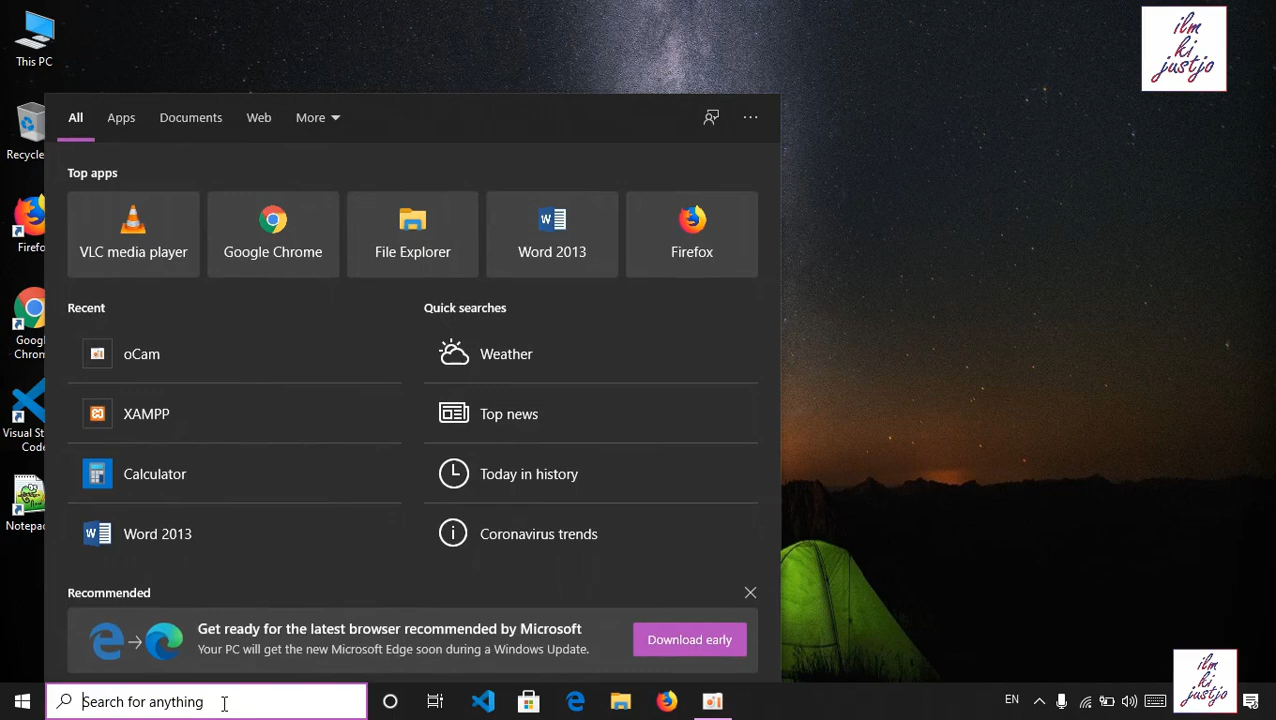 This PC
ilm
ki
justjo
All
Apps
Documents
Web
More
Recycle
Top apps
VLC media player
Google Chrome
File Explorer
Word 2013
Firefox
Firefo
Recent
Quick searches
Goog
Chron
oCam
Weather
XAMPP
Top news
Visual St
Code
Calculator
Today in history
Notepa
Word 2013
Coronavirus trends
Recommended
Get ready for the latest browser recommended by Microsoft
Your PC will get the new Microsoft Edge soon during a Windows Update.
Download early
Search for anything
EN
ilm
ki
justjo